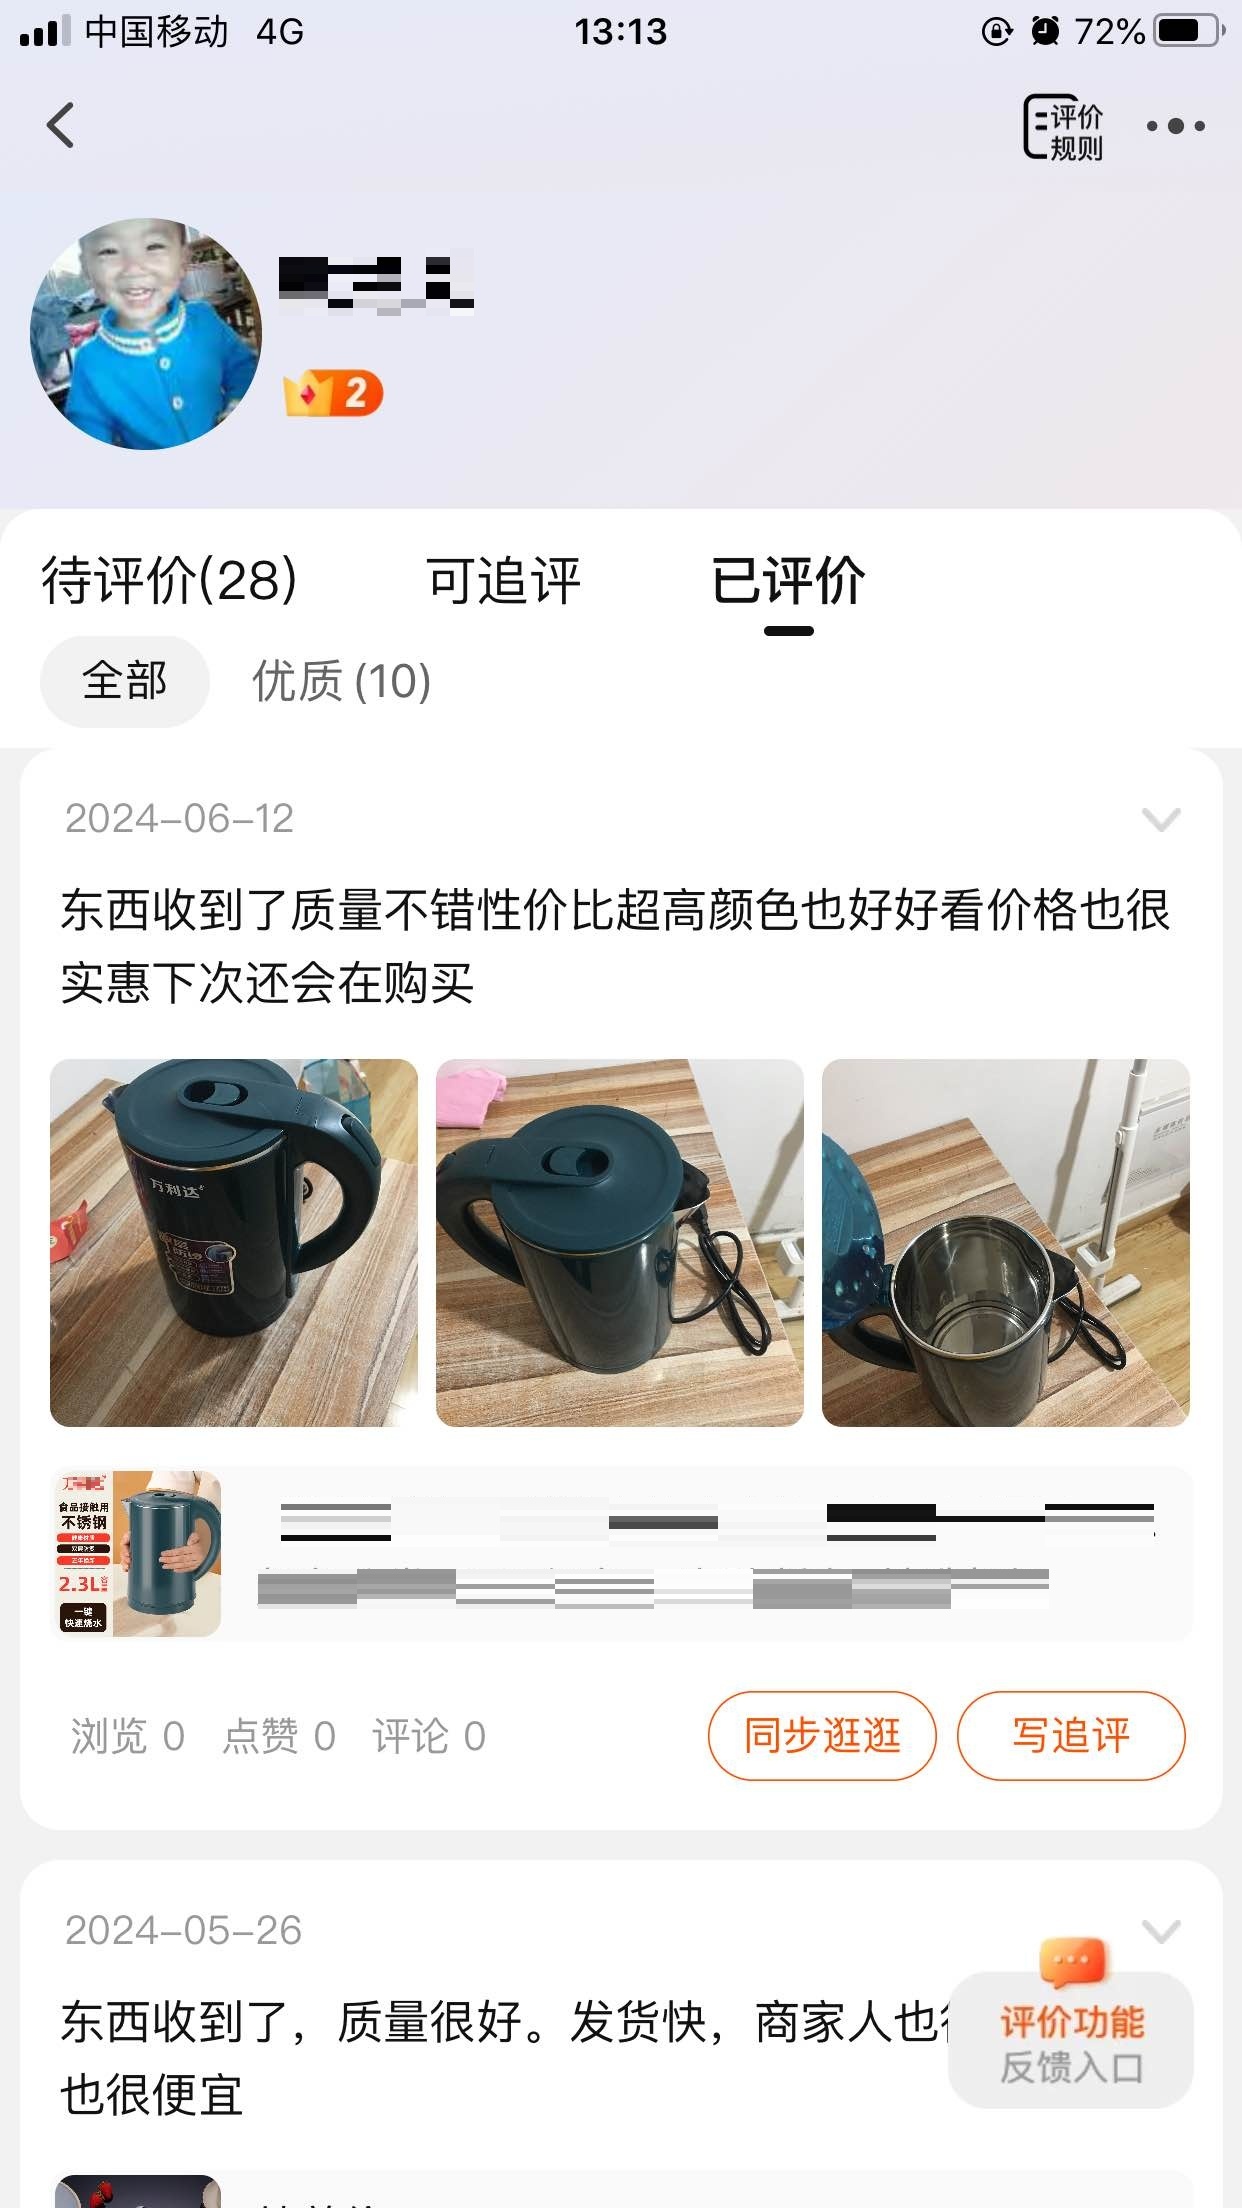 中国移动 4G 13:13 72%
评价
规则
2
待评价(28) 可追评 已评价
全部 优质(10)
2024-06-12
东西收到了质量不错性价比超高颜色也好好看价格也很
实惠下次还会在购买
万利达
食品接触用
不锈钢
2.3L
一键
快速烧水
浏览 0 点赞 0 评论 0 同步逛逛 写追评
2024-05-26
东西收到了，质量很好。发货快，商家人也
也很便宜
评价功能
反馈入口